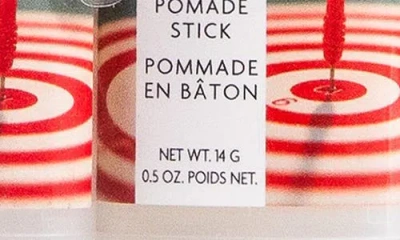 POMADE
STICK
POMMADE
EN BÂTON
NET WT. 14 G
0.5 OZ. POIDS NET.